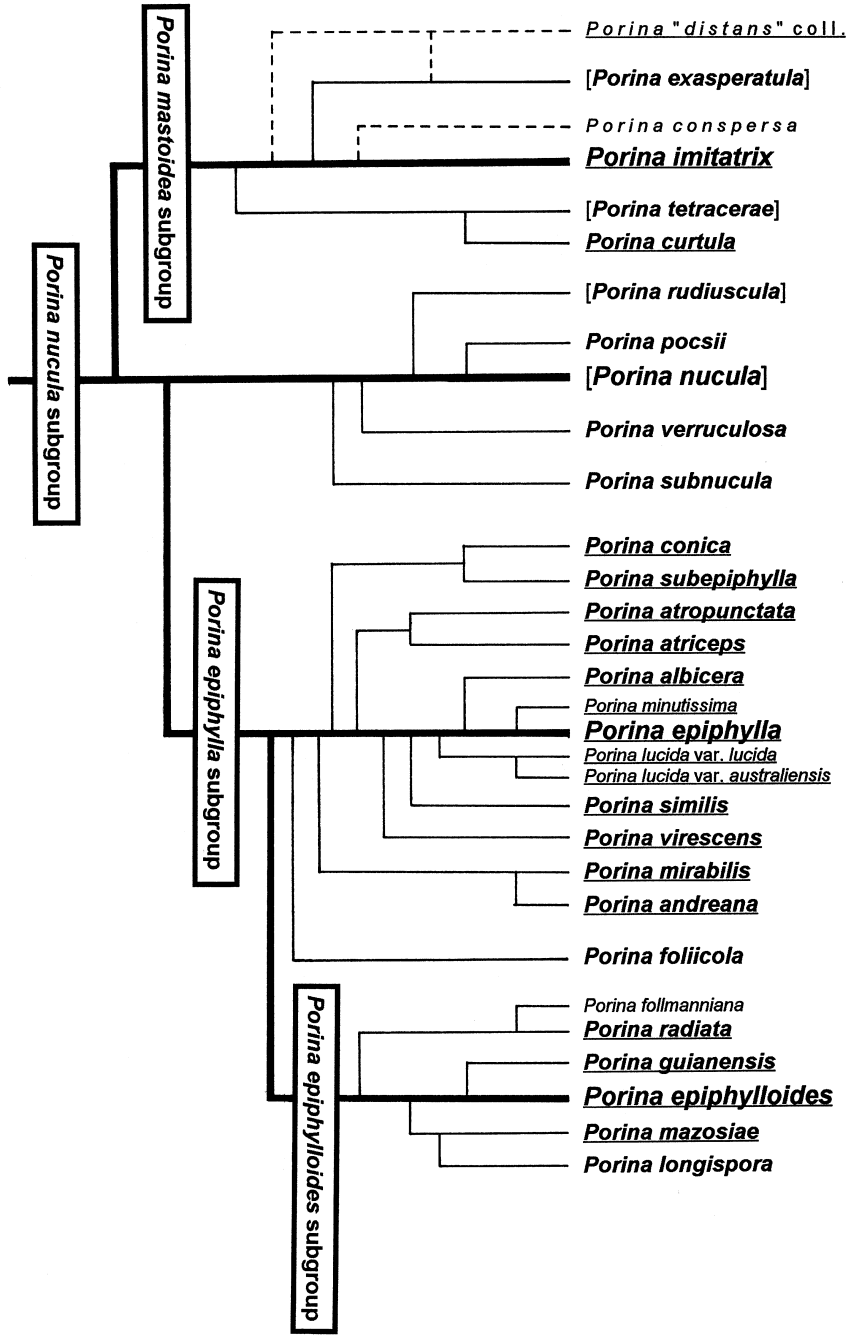 Porina mastoidea subgroup
Porina "distans" coll.
[Porina exasperatula]
Porina conspersa
Porina imitatrix
[Porina tetracerae]
Porina curtula
Porina nucula subgroup
[Porina rudiuscula]
Porina pocsii
[Porina nucula]
Porina verruculosa
Porina subnucula
Porina epiphylla subgroup
Porina conica
Porina subepiphylla
Porina atropunctata
Porina atriceps
Porina albicera
Porina minutissima
Porina epiphylla
Porina lucida var. lucida
Porina lucida var. australiensis
Porina similis
Porina virescens
Porina mirabilis
Porina andreana
Porina foliicola
Porina epiphylloides subgroup
Porina follmanniana
Porina radiata
Porina guianensis
Porina epiphylloides
Porina mazosiae
Porina longispora